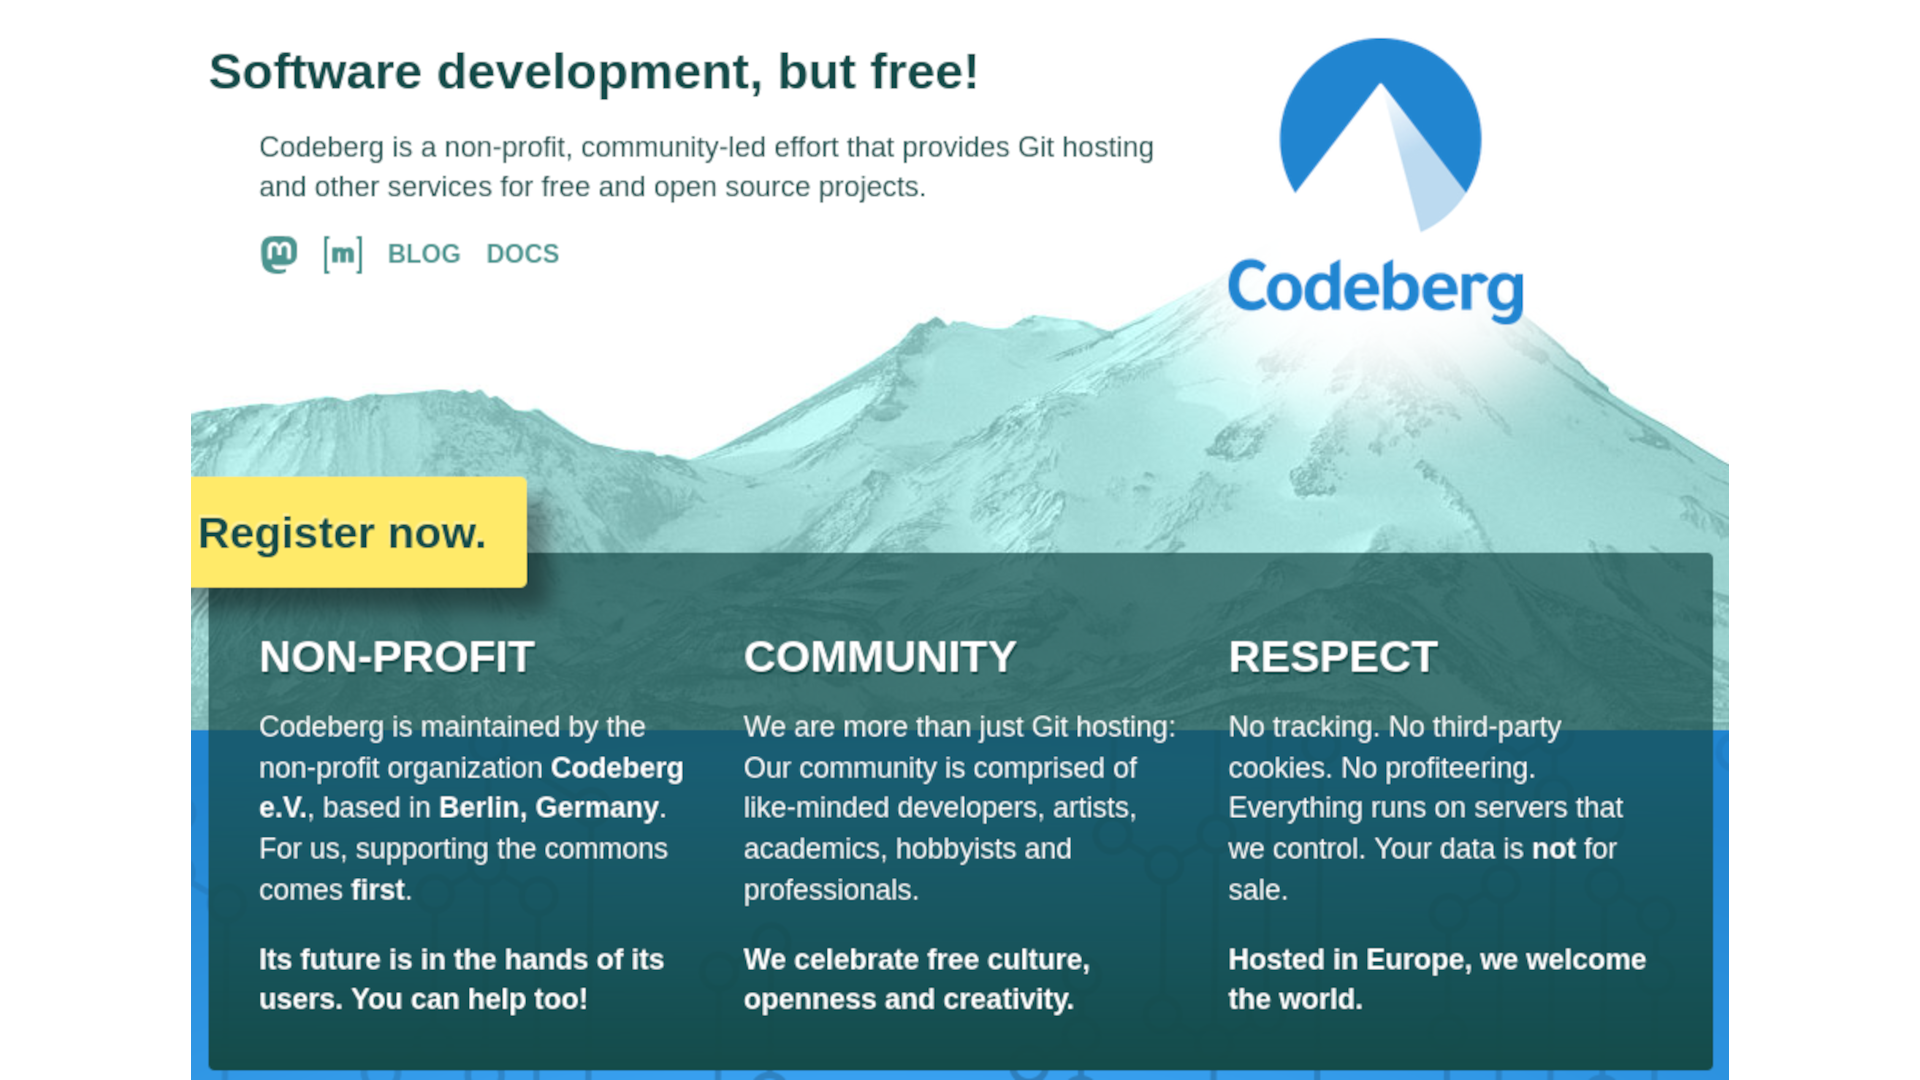 Software development, but free!
Codeberg is a non-profit, community-led effort that provides Git hosting
and other services for free and open source projects.
[m] BLOG DOCS
Codeberg
Register now.
NON-PROFIT
Codeberg is maintained by the
non-profit organization Codeberg
e.V., based in Berlin, Germany.
For us, supporting the commons
comes first.
Its future is in the hands of its
users. You can help too!
COMMUNITY
We are more than just Git hosting:
Our community is comprised of
like-minded developers, artists,
academics, hobbyists and
professionals.
We celebrate free culture,
openness and creativity.
RESPECT
No tracking. No third-party
cookies. No profiteering.
Everything runs on servers that
we control. Your data is not for
sale.
Hosted in Europe, we welcome
the world.